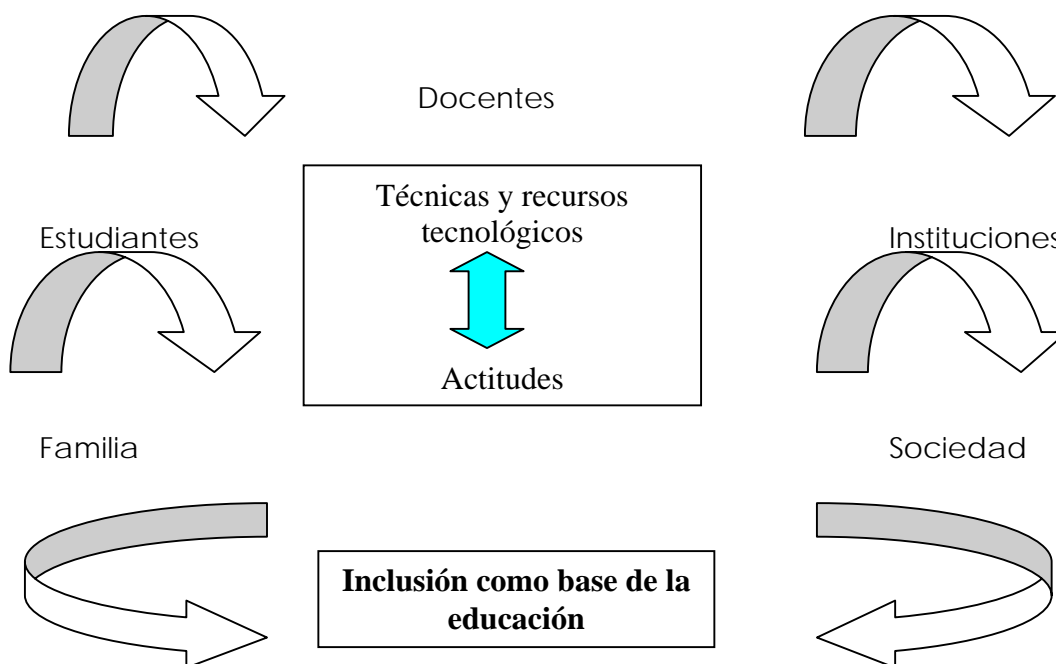 Docentes
Técnicas y recursos
tecnológicos
Estudiantes
Instituciones
Actitudes
Familia
Sociedad
Inclusión como base de la
educación